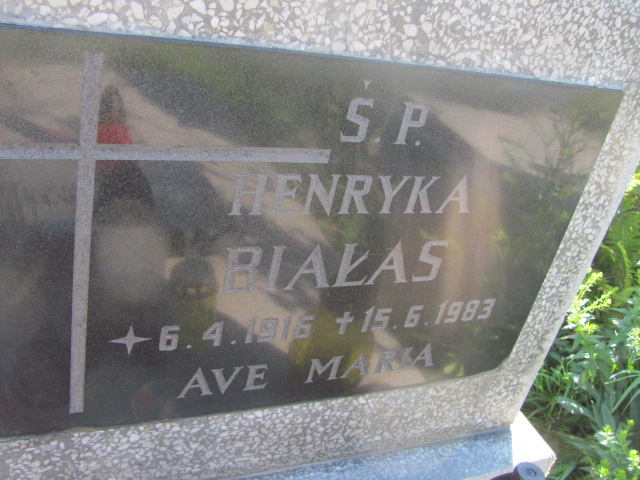 Ś. P.
HENRYKA
BIAŁAS
6.4.1916 + 15.6.1983
AVE MARIA